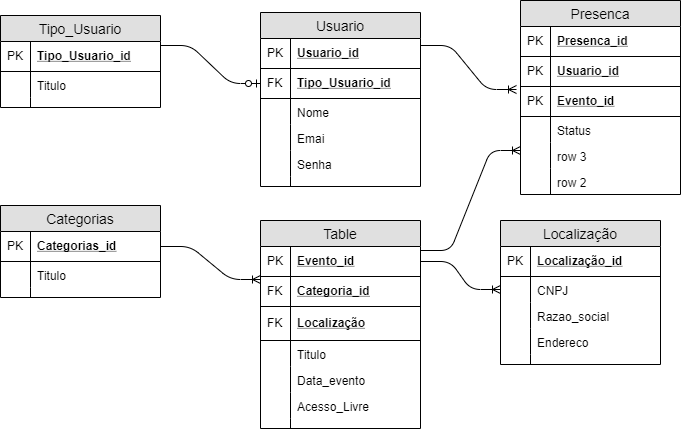 Tipo_Usuario
PK Tipo_Usuario_id
Titulo
Usuario
PK Usuario_id
FK Tipo_Usuario_id
Nome
Emai
Senha
Presenca
PK Presenca_id
PK Usuario_id
PK Evento_id
Status
row 3
row 2
Categorias
PK Categorias_id
Titulo
Table
PK Evento_id
FK Categoria_id
FK Localização
Titulo
Data_evento
Acesso_Livre
Localização
PK Localização_id
CNPJ
Razao_social
Endereco